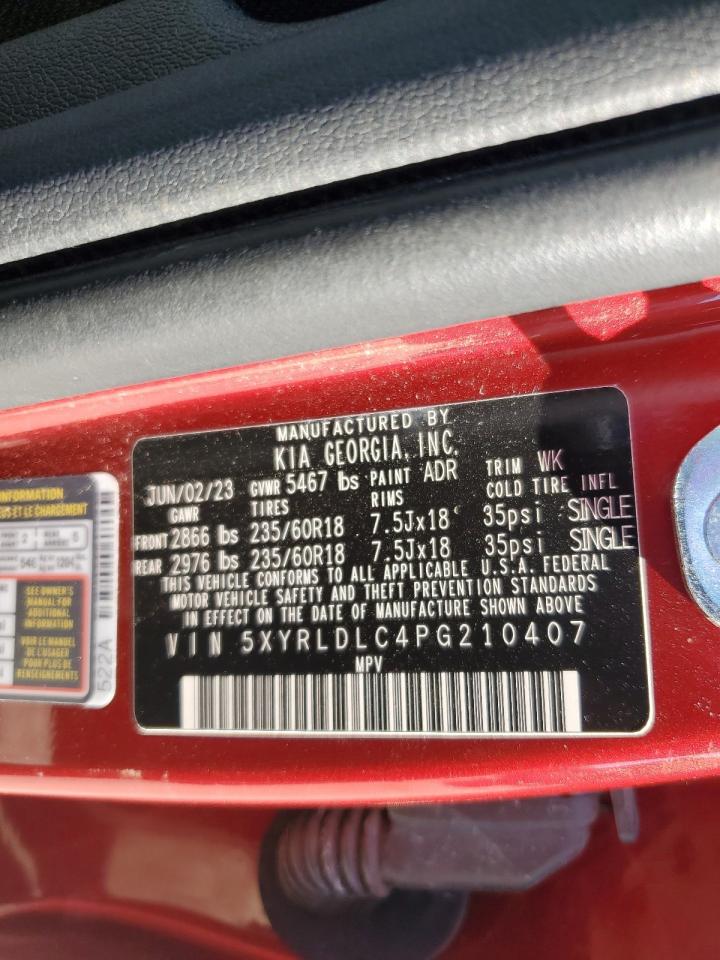 MANUFACTURED BY
KIA GEORGIA, INC.
JUN/02/23 GVWR 5467 lbs PAINT ADR TRIM WK
GAWR TIRES RIMS COLD TIRE INFL
FRONT 2866 lbs 235/60R18 7.5Jx18 35psi SINGLE
REAR 2976 lbs 235/60R18 7.5Jx18 35psi SINGLE
THIS VEHICLE CONFORMS TO ALL APPLICABLE U.S.A. FEDERAL
MOTOR VEHICLE SAFETY AND THEFT PREVENTION STANDARDS
IN EFFECT ON THE DATE OF MANUFACTURE SHOWN ABOVE
VIN 5XYRLDLC4PG210407
MPV
INFORMATION
ET LE CHARGEMENT
SEE OWNER'S
MANUAL FOR
ADDITIONAL
INFORMATION
VOIR LE MANUEL
DE L'USAGER
POUR PLUS DE
RENSEIGNEMENTS
522A